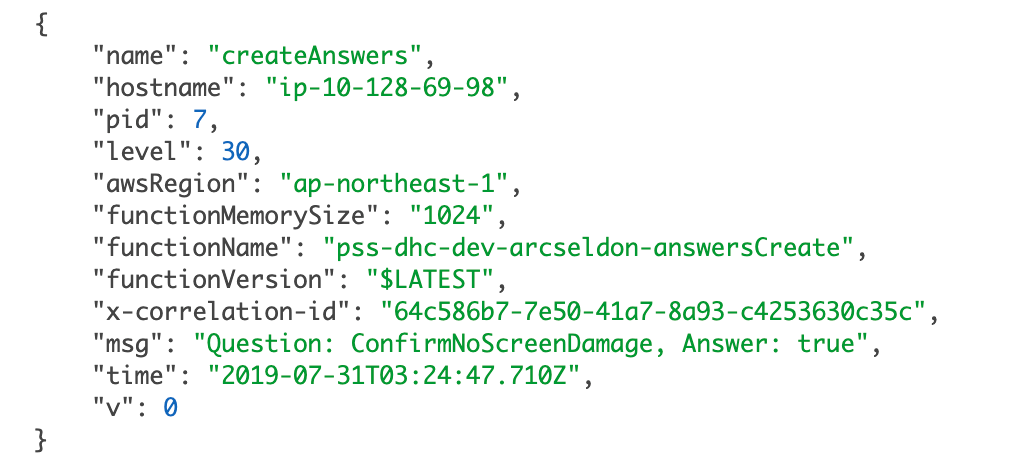 {
"name": "createAnswers",
"hostname": "ip-10-128-69-98",
"pid": 7,
"level": 30,
"awsRegion": "ap-northeast-1",
"functionMemorySize": "1024",
"functionName": "pss-dhc-dev-arcseldon-answersCreate",
"functionVersion": "$LATEST",
"x-correlation-id": "64c586b7-7e50-41a7-8a93-c4253630c35c",
"msg": "Question: ConfirmNoScreenDamage, Answer: true",
"time": "2019-07-31T03:24:47.710Z",
"v": 0
}